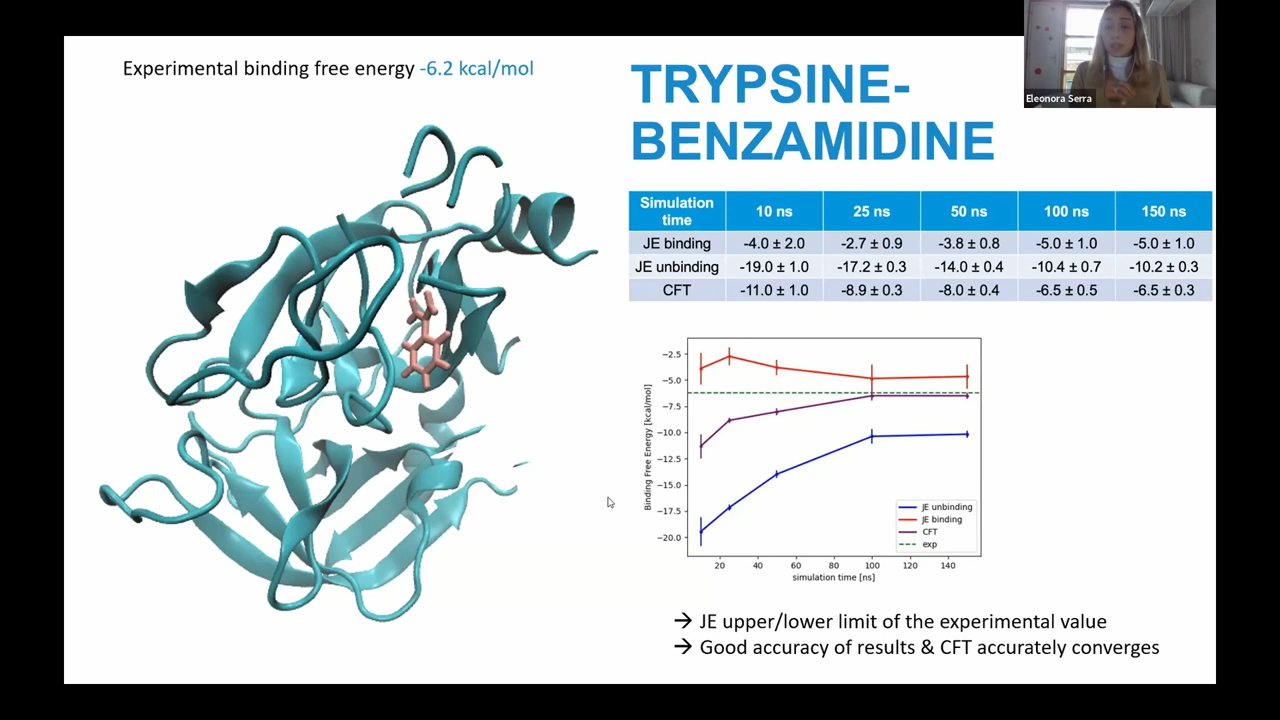 Experimental binding free energy -6.2 kcal/mol
TRYPSINE-
BENZAMIDINE
Eleonora Serra
Simulation time 10 ns 25 ns 50 ns 100 ns 150 ns
JE binding -4.0 ± 2.0 -2.7 ± 0.9 -3.8 ± 0.8 -5.0 ± 1.0 -5.0 ± 1.0
JE unbinding -19.0 ± 1.0 -17.2 ± 0.3 -14.0 ± 0.4 -10.4 ± 0.7 -10.2 ± 0.3
CFT -11.0 ± 1.0 -8.9 ± 0.3 -8.0 ± 0.4 -6.5 ± 0.5 -6.5 ± 0.3
Binding Free Energy [kcal/mol]
−2.5
−5.0
−7.5
−10.0
−12.5
−15.0
−17.5
−20.0
JE unbinding
JE binding
CFT
exp
20 40 60 80 100 120 140
simulation time [ns]
→ JE upper/lower limit of the experimental value
→ Good accuracy of results & CFT accurately converges